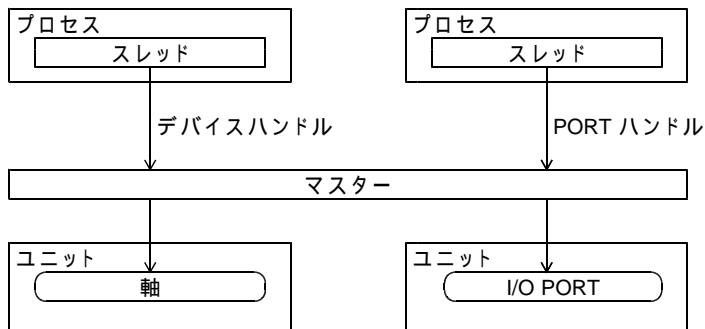 プロセス
スレッド
プロセス
スレッド
デバイスハンドル
PORT ハンドル
マスター
ユニット
軸
ユニット
I/O PORT